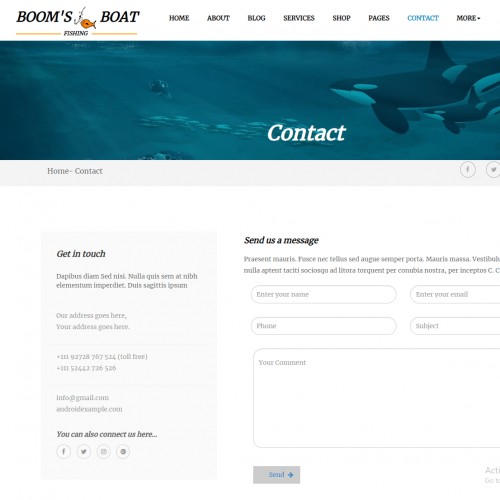 BOOM'S BOAT
FISHING
HOME ABOUT BLOG SERVICES SHOP PAGES CONTACT MORE
Contact
Home- Contact
Get in touch
Dapibus diam Sed nisi. Nulla quis sem at nibh
elementum imperdiet. Duis sagittis ipsum
Our address goes here,
Your address goes here.
+111 92728 767 524 (toll free)
+111 52442 726 526
info@gmail.com
androidexample.com
You can also connect us here...
Send us a message
Praesent mauris. Fusce nec tellus sed augue semper porta. Mauris massa. Vestibulu
nulla aptent taciti sociosqu ad litora torquent per conubia nostra, per inceptos C. C
Enter your name
Enter your email
Phone
Subject
Your Comment
Send
Acti
Go to